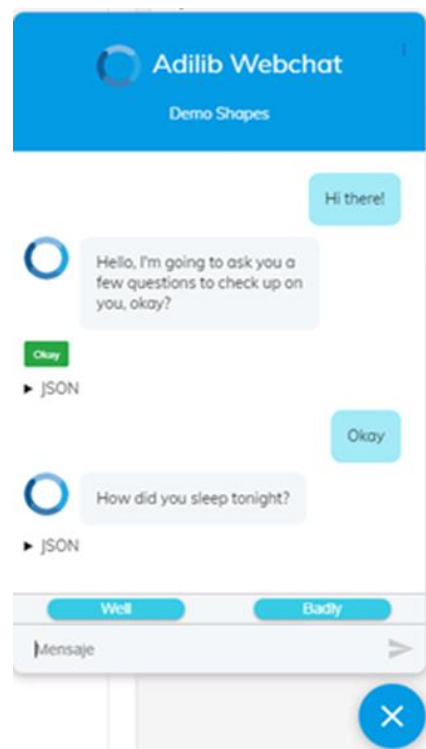 Adilib Webchat
Demo Shapes
Hi there!
Hello, I'm going to ask you a
few questions to check up on
you, okay?
Okay
► JSON
Okay
How did you sleep tonight?
► JSON
Well Badly
Mensaje